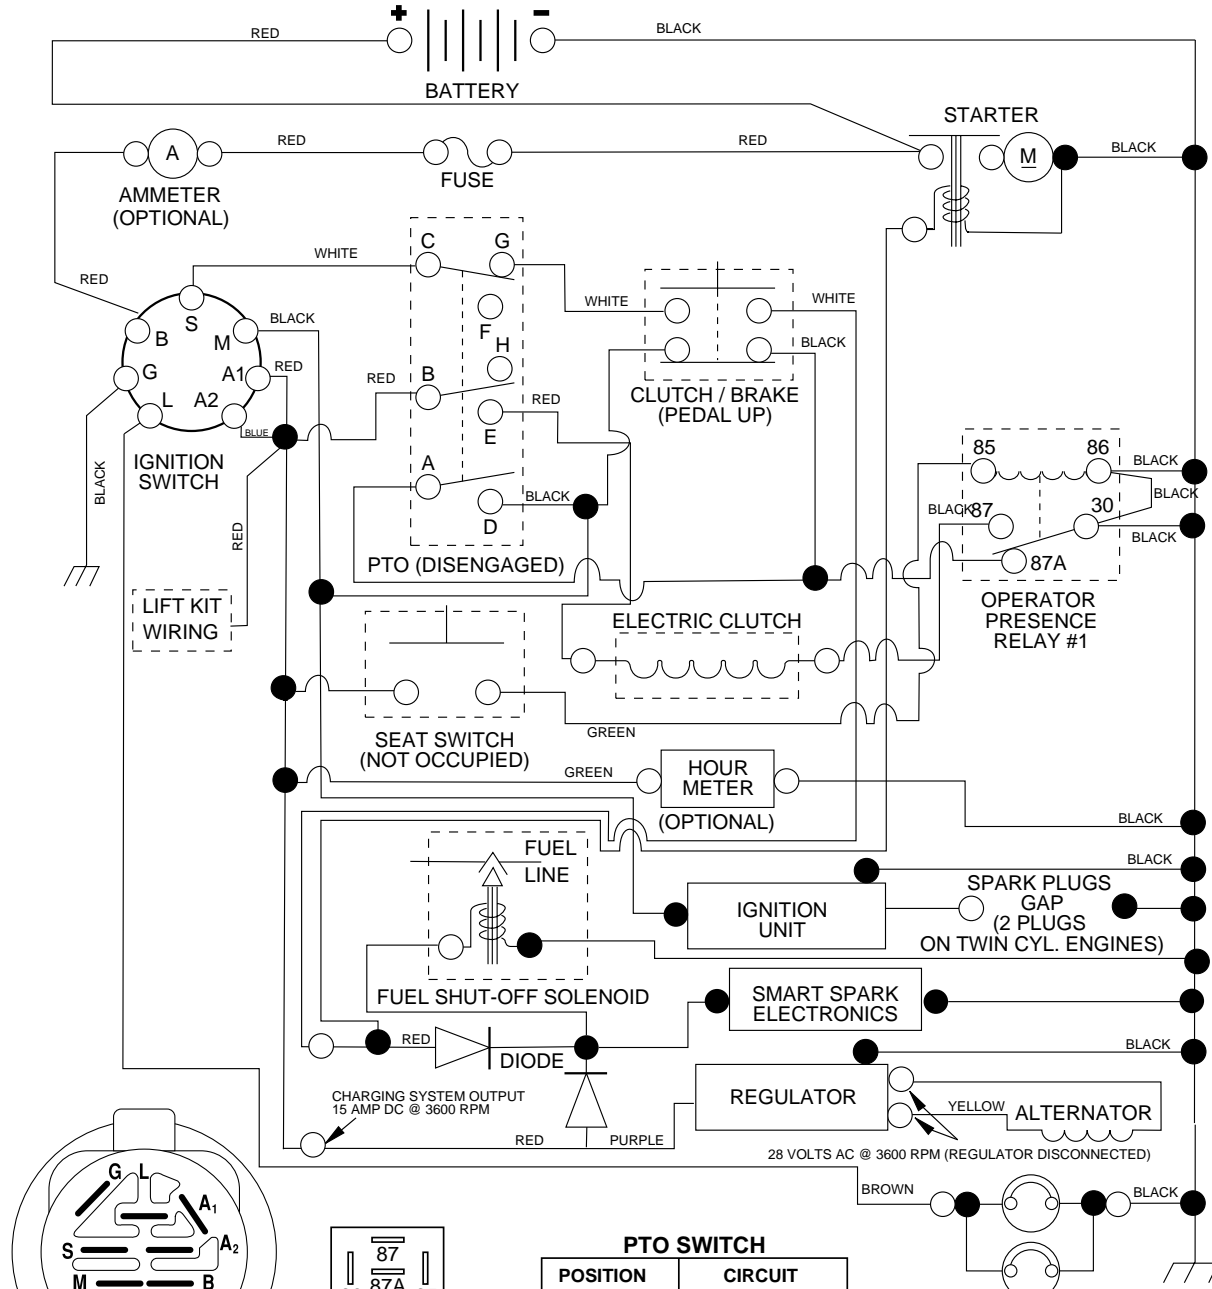 + -
RED
BLACK
BATTERY
STARTER
RED
RED
BLACK
A
M
AMMETER
(OPTIONAL)
FUSE
WHITE
C
G
RED
WHITE
WHITE
S
BLACK
B
M
F
BLACK
H
G
A1
RED
RED
B
RED
CLUTCH / BRAKE
(PEDAL UP)
L
A2
BLUE
E
IGNITION
SWITCH
BLACK
RED
A
BLACK
D
85
86
BLACK
BLACK
BLACK
87
30
BLACK
87A
PTO (DISENGAGED)
OPERATOR
PRESENCE
RELAY #1
LIFT KIT
WIRING
ELECTRIC CLUTCH
SEAT SWITCH
(NOT OCCUPIED)
GREEN
GREEN
HOUR
METER
(OPTIONAL)
BLACK
FUEL
LINE
BLACK
IGNITION
UNIT
SPARK PLUGS
GAP
(2 PLUGS
ON TWIN CYL. ENGINES)
FUEL SHUT-OFF SOLENOID
SMART SPARK
ELECTRONICS
RED
DIODE
BLACK
CHARGING SYSTEM OUTPUT
15 AMP DC @ 3600 RPM
REGULATOR
YELLOW
ALTERNATOR
RED
PURPLE
28 VOLTS AC @ 3600 RPM (REGULATOR DISCONNECTED)
BROWN
BLACK
G
L
A1
A2
S
M
B
87
87A
PTO SWITCH
POSITION CIRCUIT